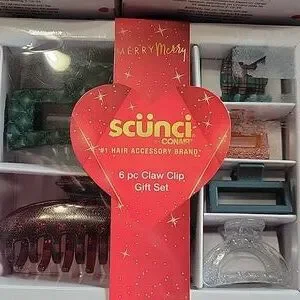 MERRY Merry
scünci
CONAIR
"#1 HAIR ACCESSORY BRAND"
6 pc Claw Clip
Gift Set